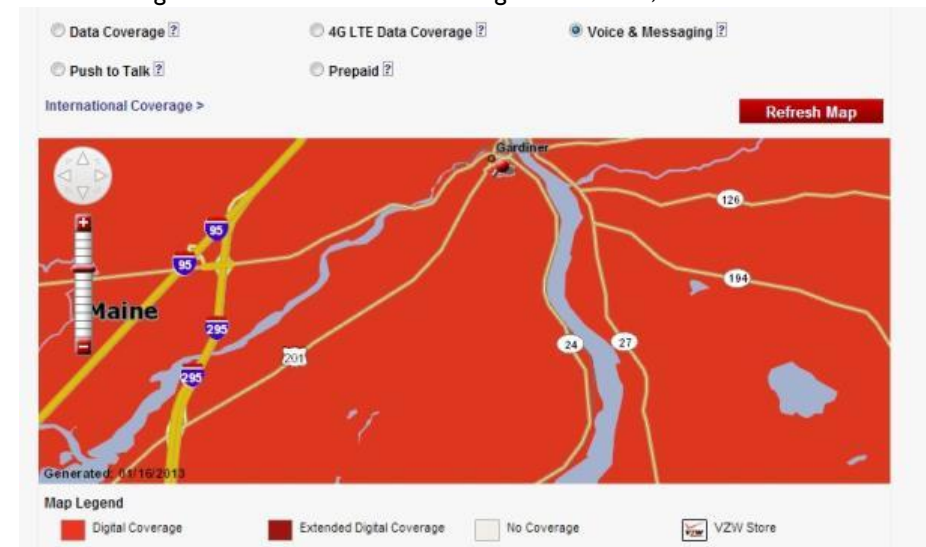 Data Coverage ? 4G LTE Data Coverage ? Voice & Messaging ?
Push to Talk ? Prepaid ?
International Coverage >
Refresh Map
Gardiner
126
95
95
194
Maine
295
24
27
201
295
Generated: 01/16/2013
Map Legend
Digital Coverage Extended Digital Coverage No Coverage VZW Store